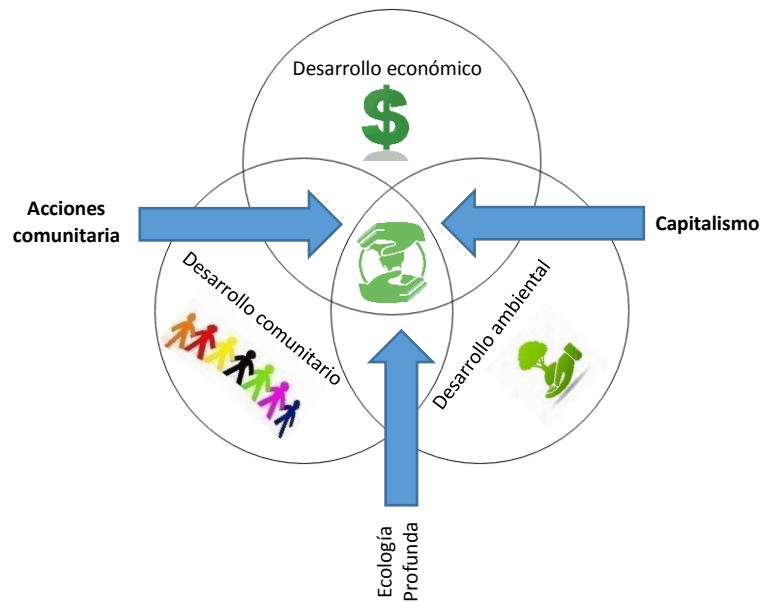 Desarrollo económico
$
Acciones
comunitaria
Capitalismo
Desarrollo comunitario
Desarrollo ambiental
Ecología
Profunda